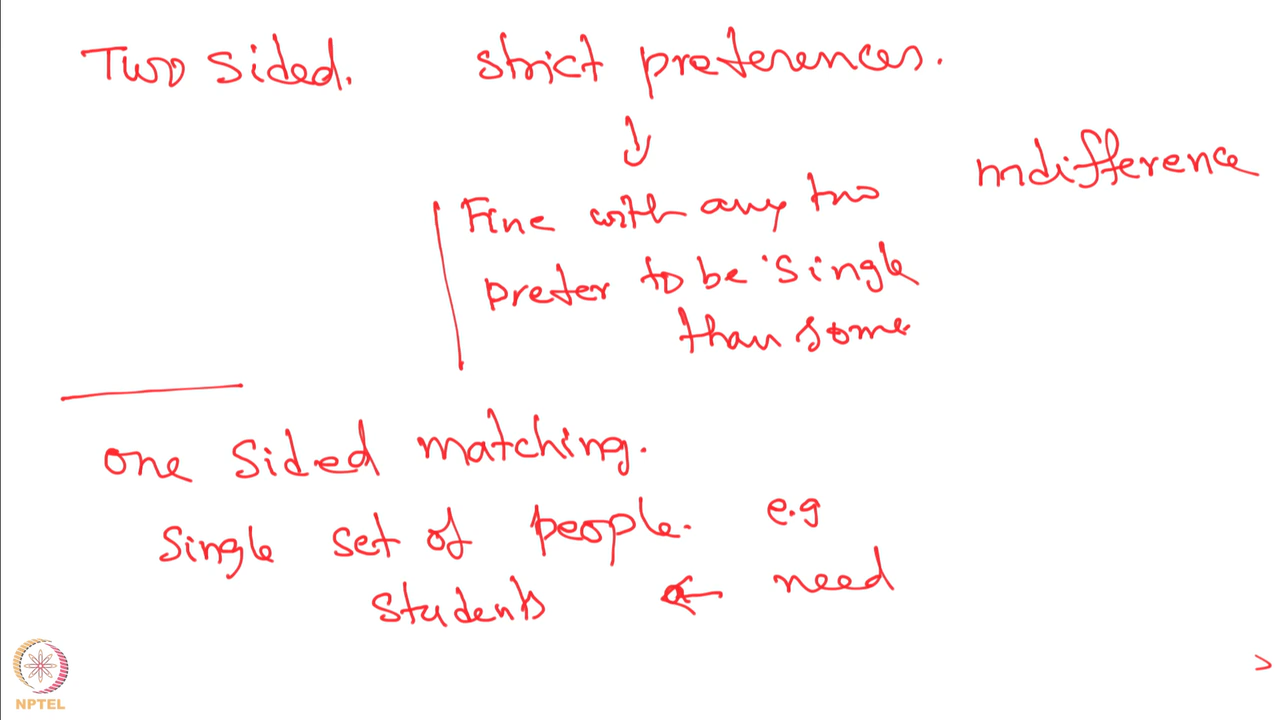 Two sided. strict preferences.
indifference
Fine with any two
prefer to be single
than some
one sided matching.
single set of people. e.g
students ← need
NPTEL